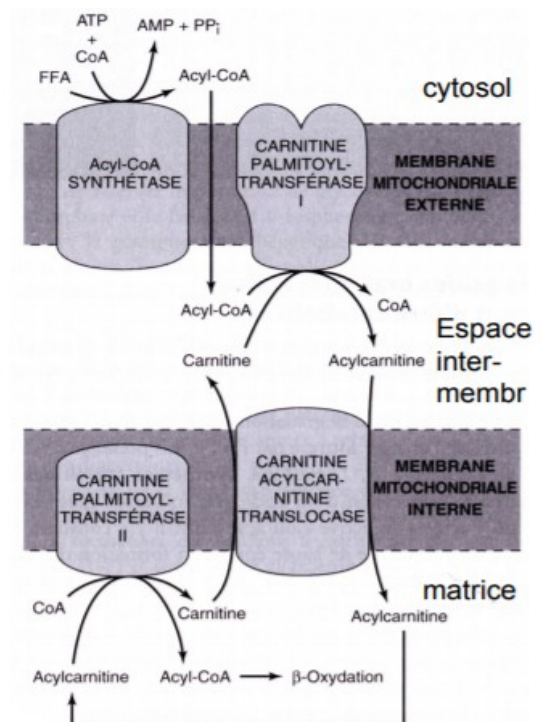 ATP
+
CoA
AMP + PPi
FFA
Acyl-CoA
cytosol
Acyl-CoA
SYNTHÉTASE
CARNITINE
PALMITOYL-
TRANSFÉRASE
I
MEMBRANE
MITOCHONDRIALE
EXTERNE
Acyl-CoA
CoA
Carnitine
Acylcarnitine
Espace
inter-
membr
CARNITINE
PALMITOYL-
TRANSFÉRASE
II
CARNITINE
ACYLCAR-
NITINE
TRANSLOCASE
MEMBRANE
MITOCHONDRIALE
INTERNE
matrice
CoA
Carnitine
Acylcarnitine
Acylcarnitine
Acyl-CoA
β-Oxydation